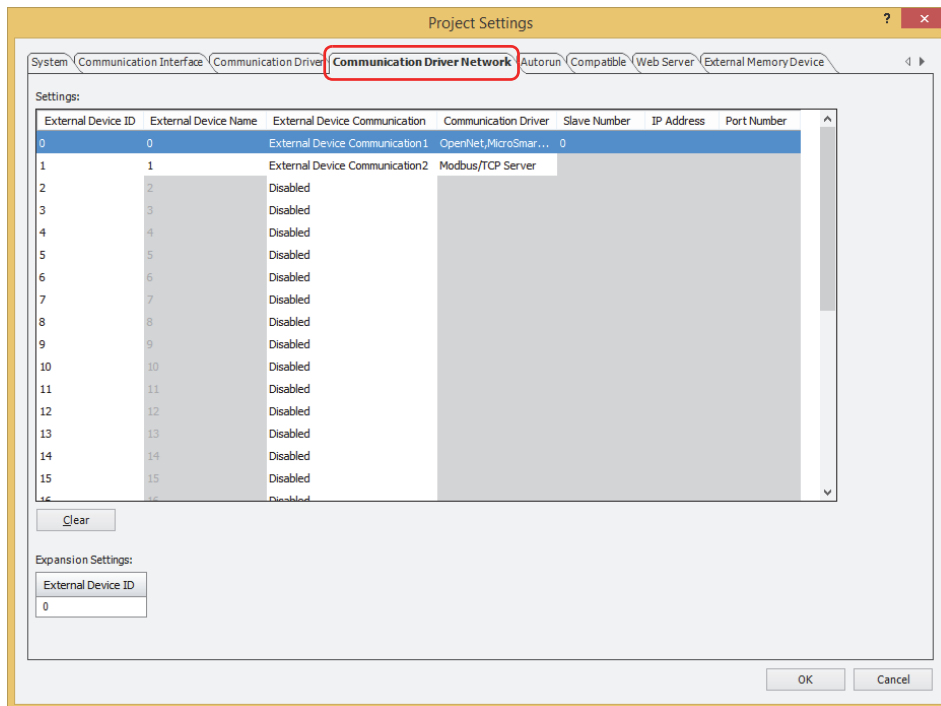 Project Settings
? ×
System Communication Interface Communication Driver Communication Driver Network Autorun Compatible Web Server External Memory Device
Settings:
External Device ID External Device Name External Device Communication Communication Driver Slave Number IP Address Port Number
0 0 External Device Communication1 OpenNet,MicroSmar... 0
1 1 External Device Communication2 Modbus/TCP Server
2 2 Disabled
3 3 Disabled
4 4 Disabled
5 5 Disabled
6 6 Disabled
7 7 Disabled
8 8 Disabled
9 9 Disabled
10 10 Disabled
11 11 Disabled
12 12 Disabled
13 13 Disabled
14 14 Disabled
15 15 Disabled
16 16 Disabled
Clear
Expansion Settings:
External Device ID
0
OK Cancel